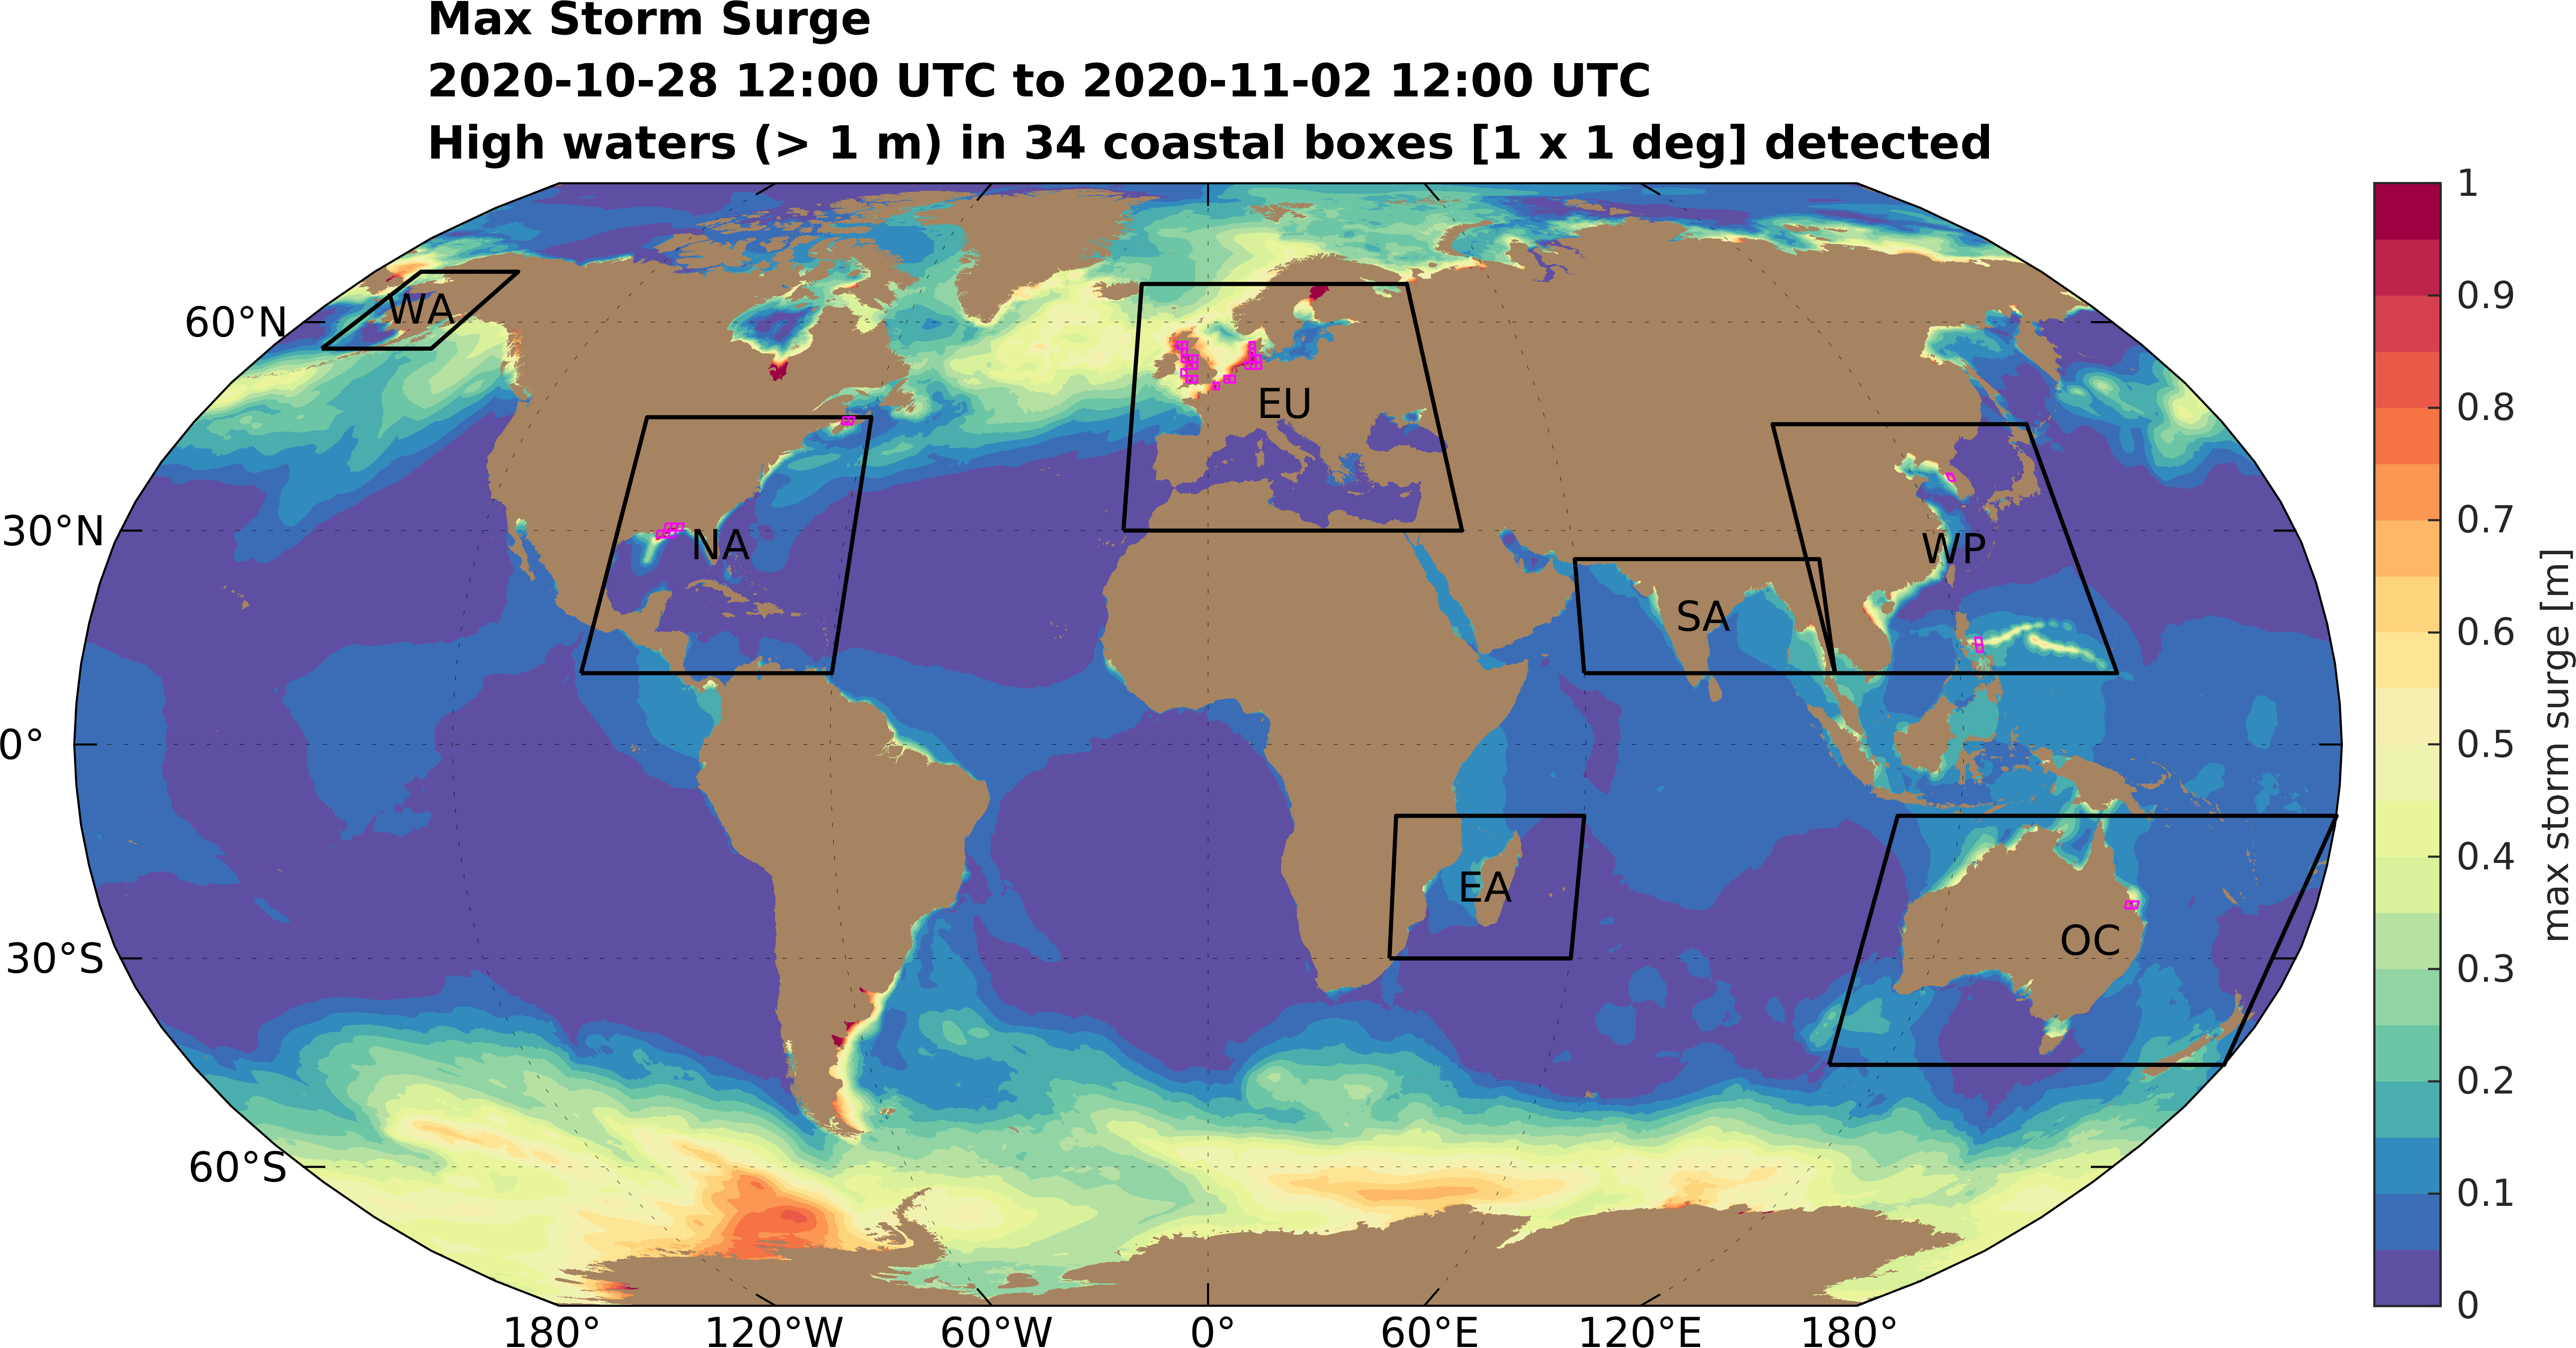 Max Storm Surge
2020-10-28 12:00 UTC to 2020-11-02 12:00 UTC
High waters (> 1 m) in 34 coastal boxes [1 x 1 deg] detected
60°N
30°N
0°
30°S
60°S
WA
NA
EU
SA
WP
EA
OC
180°
120°W
60°W
0°
60°E
120°E
180°
1
0.9
0.8
0.7
0.6
0.5
0.4
0.3
0.2
0.1
0
max storm surge [m]